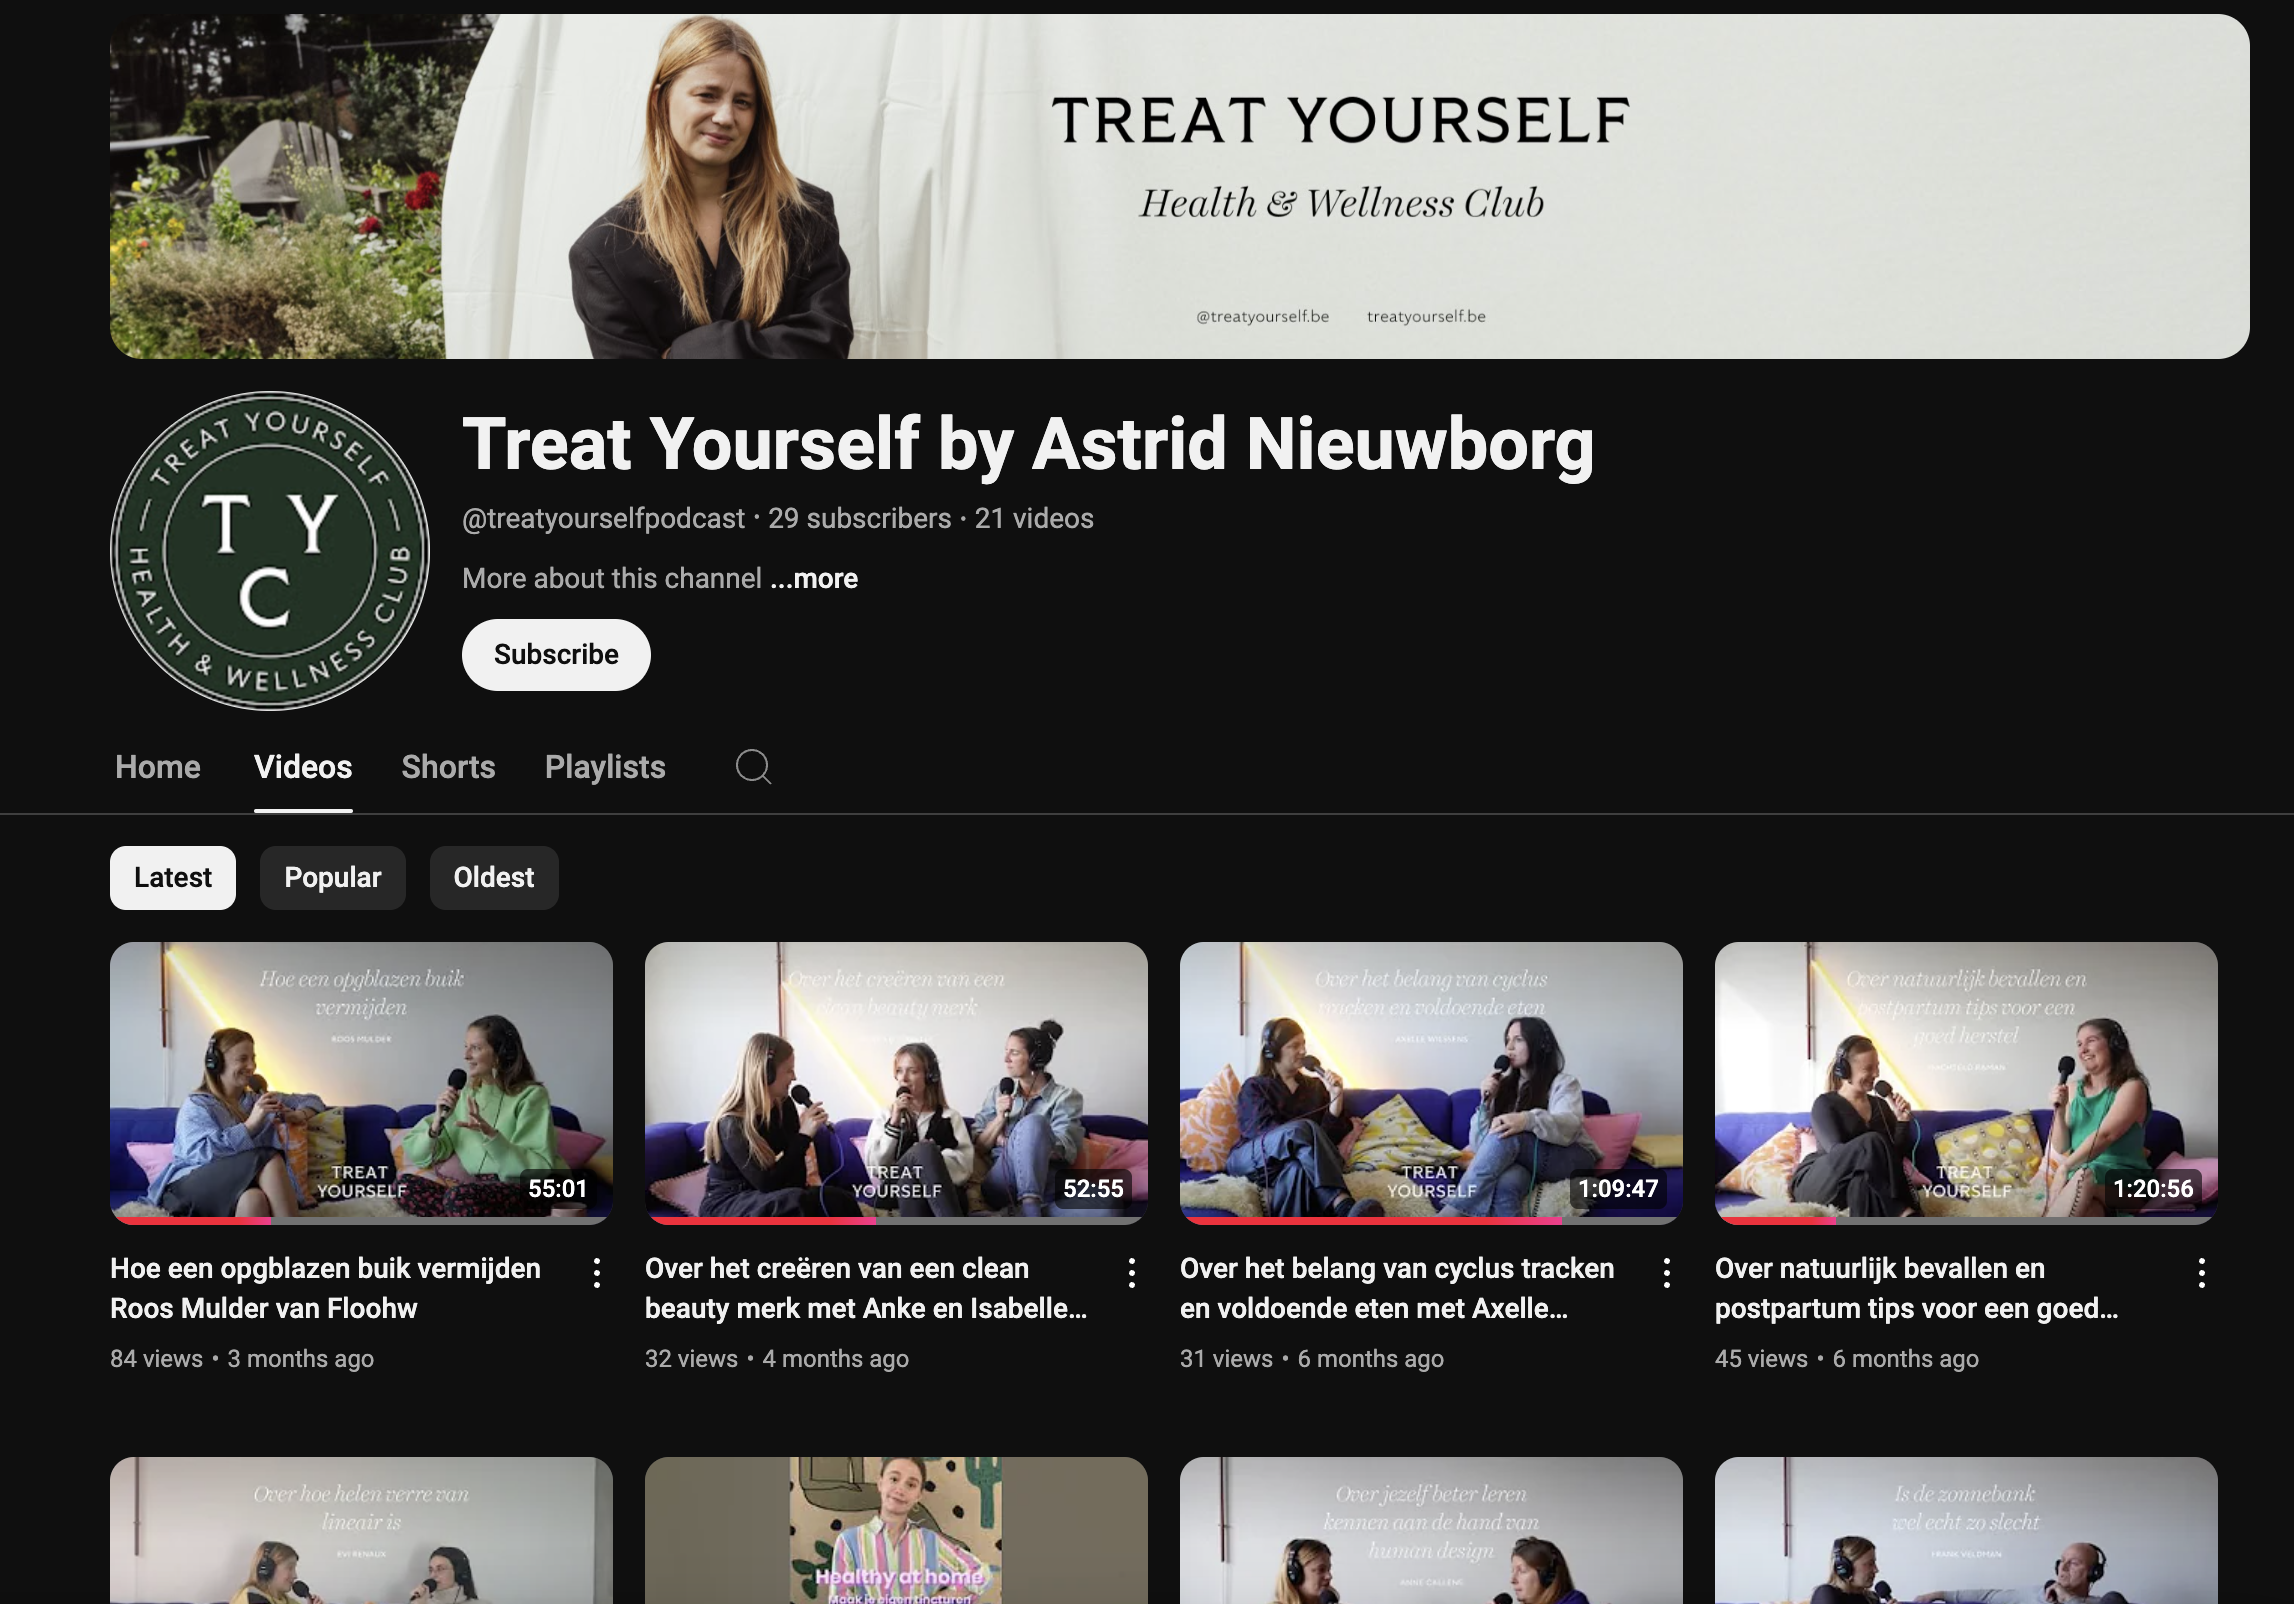 TREAT YOURSELF
Health & Wellness Club
@treatyourself.be treatyourself.be
TREAT YOURSELF
T Y
C
HEALTH & WELLNESS CLUB
Treat Yourself by Astrid Nieuwborg
@treatyourselfpodcast · 29 subscribers · 21 videos
More about this channel ...more
Subscribe
Home Videos Shorts Playlists
Latest Popular Oldest
Hoe een opgblazen buik
vermijden
ROOS MULDER
TREAT
YOURSELF
55:01
Over het creëren van een
clean beauty merk
TREAT
YOURSELF
52:55
Over het belang van cyclus
tracken en voldoende eten
TREAT
YOURSELF
1:09:47
Over natuurlijk bevallen en
postpartum tips voor een
goed herstel
MACHTELD RAMAN
TREAT
YOURSELF
1:20:56
Hoe een opgblazen buik vermijden
Roos Mulder van Floohw
84 views • 3 months ago
Over het creëren van een clean
beauty merk met Anke en Isabelle...
32 views • 4 months ago
Over het belang van cyclus tracken
en voldoende eten met Axelle...
31 views • 6 months ago
Over natuurlijk bevallen en
postpartum tips voor een goed...
45 views • 6 months ago
Over hoe helen verre van
lineair is
EVI RENAUX
Healthy at home
Maak je eigen tincturen
Over jezelf beter leren
kennen aan de hand van
human design
ANNE CALLENS
Is de zonnebank
wel echt zo slecht
FRANK VELDMAN